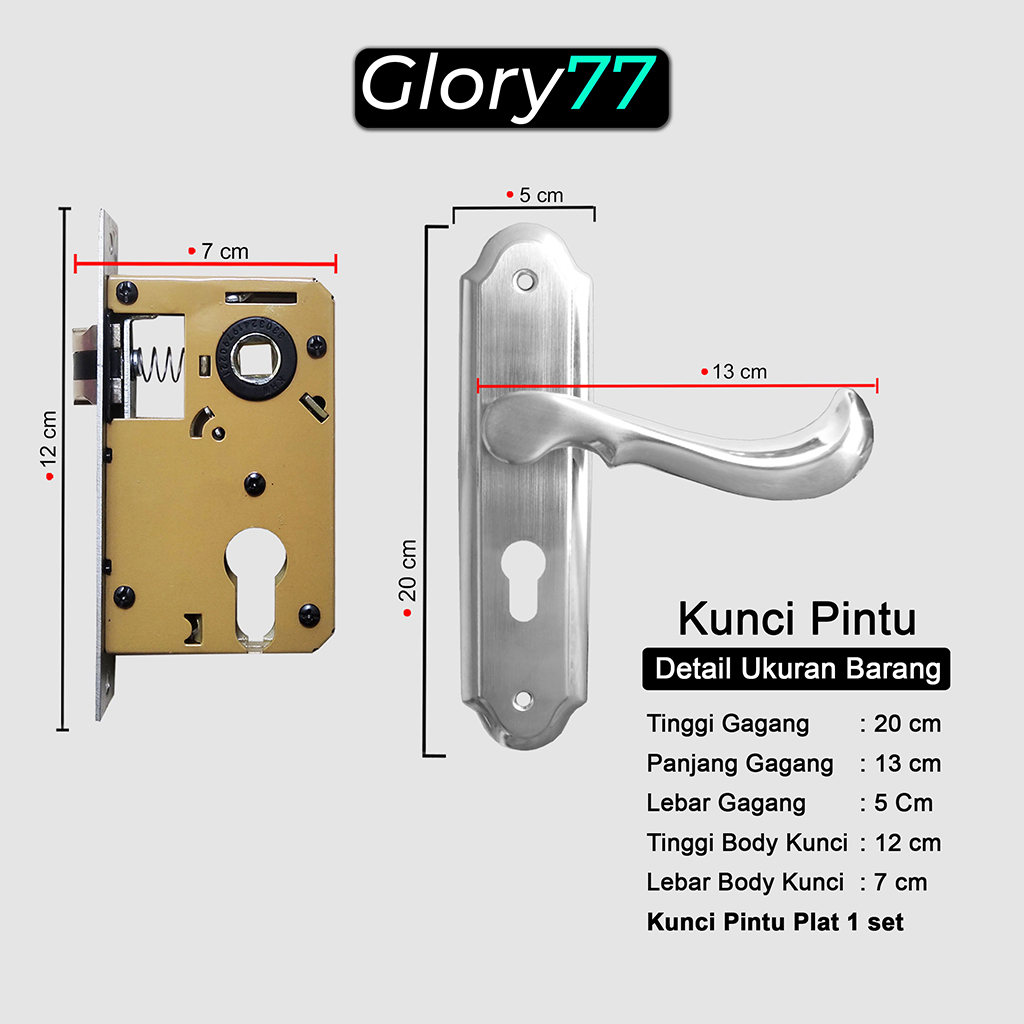 Glory77
5 cm
7 cm
13 cm
12 cm
20 cm
Kunci Pintu
Detail Ukuran Barang
Tinggi Gagang : 20 cm
Panjang Gagang : 13 cm
Lebar Gagang : 5 Cm
Tinggi Body Kunci : 12 cm
Lebar Body Kunci : 7 cm
Kunci Pintu Plat 1 set